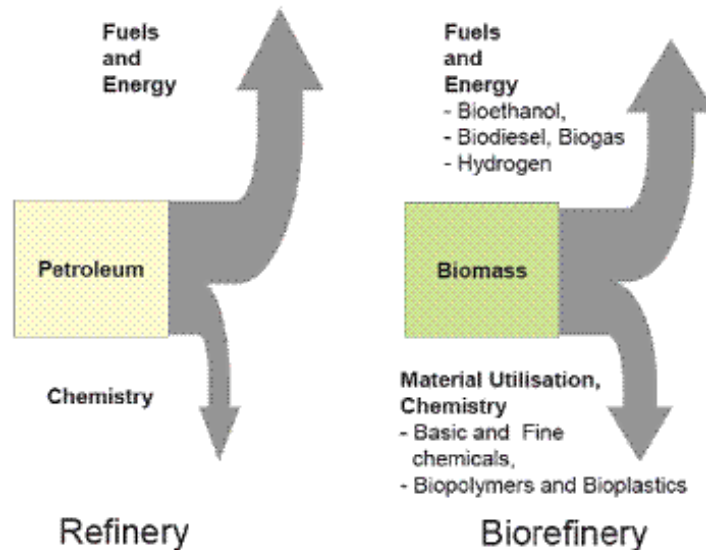 Fuels
and
Energy
Petroleum
Chemistry
Refinery
Fuels
and
Energy
- Bioethanol,
- Biodiesel, Biogas
- Hydrogen
Biomass
Material Utilisation,
Chemistry
- Basic and Fine
chemicals,
- Biopolymers and Bioplastics
Biorefinery